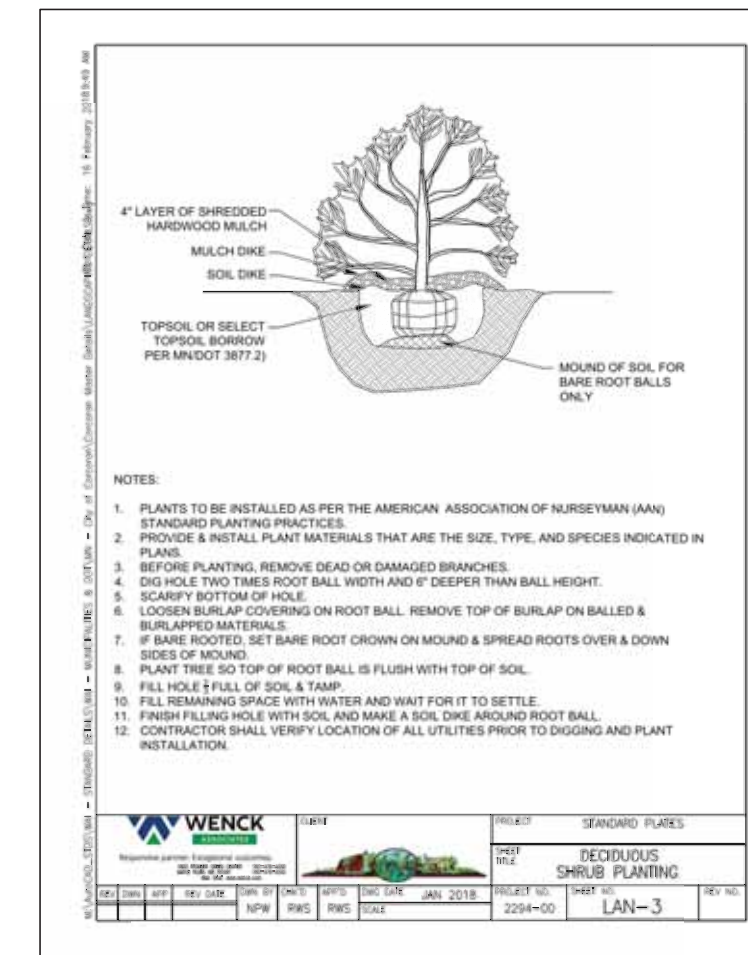 4" LAYER OF SHREDDED
HARDWOOD MULCH
MULCH DIKE
SOIL DIKE
TOPSOIL OR SELECT
TOPSOIL BORROW
PER MN/DOT 3877.2)
MOUND OF SOIL FOR
BARE ROOT BALLS
ONLY
NOTES:
1. PLANTS TO BE INSTALLED AS PER THE AMERICAN ASSOCIATION OF NURSEYMAN (AAN)
STANDARD PLANTING PRACTICES.
2. PROVIDE & INSTALL PLANT MATERIALS THAT ARE THE SIZE, TYPE, AND SPECIES INDICATED IN
PLANS.
3. BEFORE PLANTING, REMOVE DEAD OR DAMAGED BRANCHES.
4. DIG HOLE TWO TIMES ROOT BALL WIDTH AND 6" DEEPER THAN BALL HEIGHT.
5. SCARIFY BOTTOM OF HOLE.
6. LOOSEN BURLAP COVERING ON ROOT BALL. REMOVE TOP OF BURLAP ON BALLED &
BURLAPPED MATERIALS.
7. IF BARE ROOTED, SET BARE ROOT CROWN ON MOUND & SPREAD ROOTS OVER & DOWN
SIDES OF MOUND.
8. PLANT TREE SO TOP OF ROOT BALL IS FLUSH WITH TOP OF SOIL.
9. FILL HOLE FULL OF SOIL & TAMP.
10. FILL REMAINING SPACE WITH WATER AND WAIT FOR IT TO SETTLE.
11. FINISH FILLING HOLE WITH SOIL AND MAKE A SOIL DIKE AROUND ROOT BALL.
12. CONTRACTOR SHALL VERIFY LOCATION OF ALL UTILITIES PRIOR TO DIGGING AND PLANT
INSTALLATION.
WENCK
ASSOCIATES
Responsive partner. Exceptional outcomes.
CLIENT
PROJECT STANDARD PLATES
SHEET TITLE DECIDUOUS
SHRUB PLANTING
REV DWN APP REV DATE
DWN BY NPW
CHK'D RWS
APP'D RWS
DWG DATE JAN 2018
SCALE
PROJECT NO. 2294-00
SHEET NO. LAN-3
REV NO.